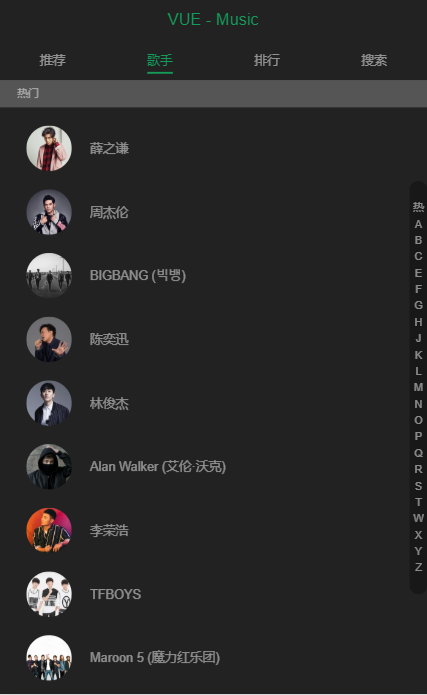 VUE - Music
推荐 歌手 排行 搜索
热门
薛之谦
周杰伦
BIGBANG (빅뱅)
陈奕迅
林俊杰
Alan Walker (艾伦·沃克)
李荣浩
TFBOYS
Maroon 5 (魔力红乐团)
热
A
B
C
E
F
G
H
J
K
L
M
N
O
P
Q
R
S
T
W
X
Y
Z